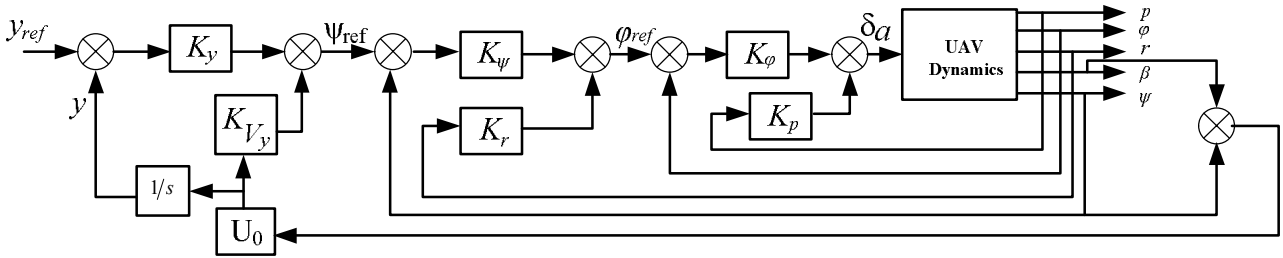 y_ref
K_y
ψ_ref
K_ψ
φ_ref
K_φ
δa
UAV
Dynamics
p
φ
r
β
ψ
y
K_Vy
K_r
K_p
1/s
U_0